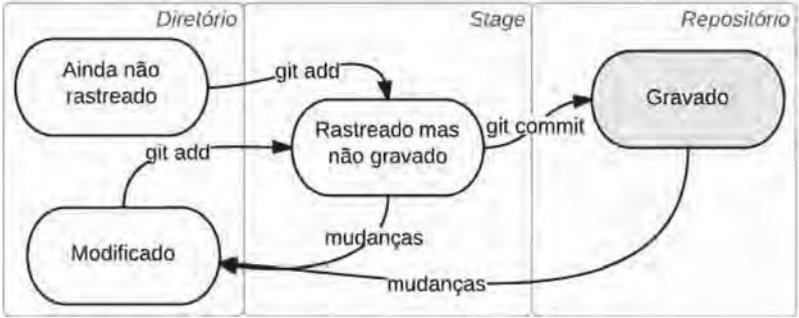 Diretório
Stage
Repositório
Ainda não
rastreado
git add
Gravado
Rastreado mas
não gravado
git commit
git add
mudanças
Modificado
mudanças